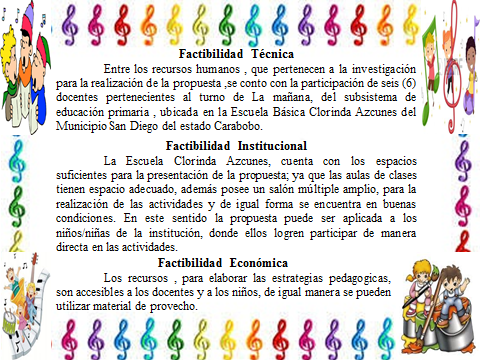 Factibilidad Técnica
Entre los recursos humanos , que pertenecen a la investigación
para la realización de la propuesta ,se conto con la participación de seis (6)
docentes pertenecientes al turno de La mañana, del subsistema de
educación primaria , ubicada en la Escuela Básica Clorinda Azcunes del
Municipio San Diego del estado Carabobo.
Factibilidad Institucional
La Escuela Clorinda Azcunes, cuenta con los espacios
suficientes para la presentación de la propuesta; ya que las aulas de clases
tienen espacio adecuado, además posee un salón múltiple amplio, para la
realización de las actividades y de igual forma se encuentra en buenas
condiciones. En este sentido la propuesta puede ser aplicada a los
niños/niñas de la institución, donde ellos logren participar de manera
directa en las actividades.
Factibilidad Económica
Los recursos , para elaborar las estrategias pedagogicas,
son accesibles a los docentes y a los niños, de igual manera se pueden
utilizar material de provecho.